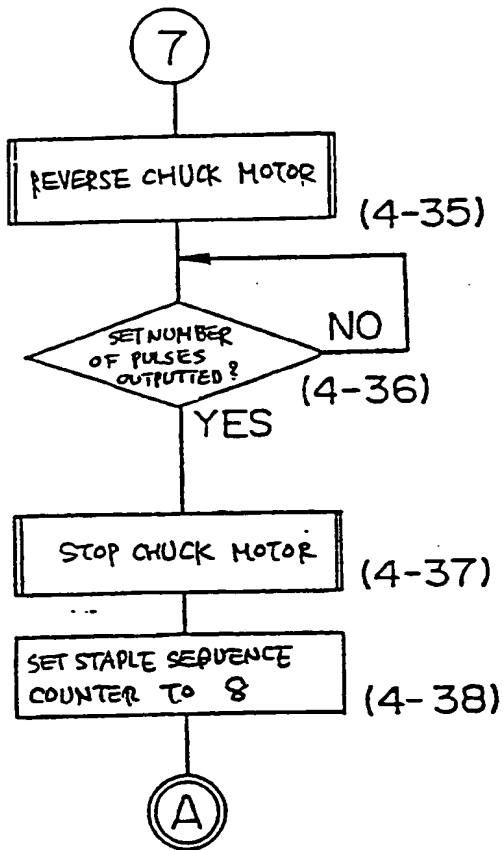 7
REVERSE CHUCK MOTOR
(4-35)
SET NUMBER
OF PULSES
OUTPUTTED?
NO
(4-36)
YES
STOP CHUCK MOTOR
(4-37)
SET STAPLE SEQUENCE
COUNTER TO 8
(4-38)
A